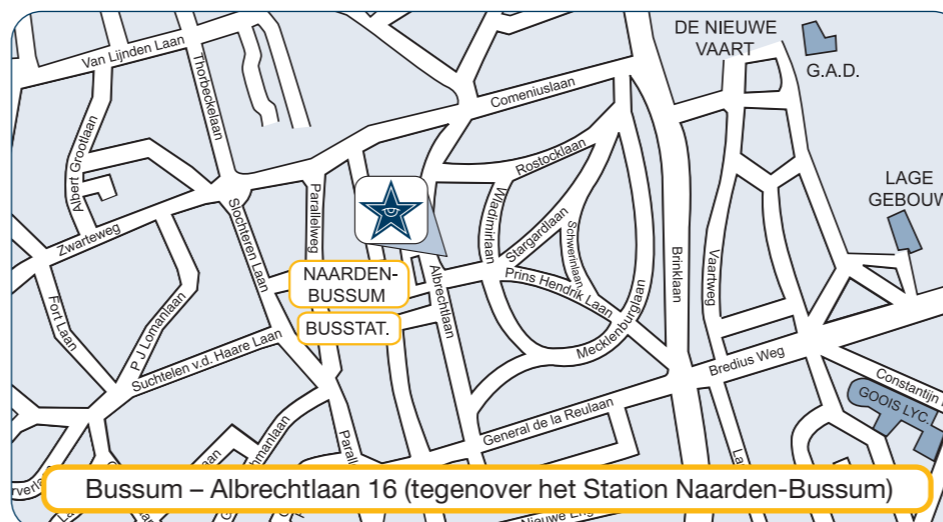 DE NIEUWE
VAART
G.A.D.
Van Lijnden Laan
Thorbeckelaan
Comeniuslaan
Albert Grootlaan
Rostocklaan
LAGE
GEBOUW
Zwarteweg
Slochteren Laan
Parallelweg
Wladimirlaan
Stargardlaan
Schwerinlaan
Brinklaan
Vaartweg
NAARDEN-
BUSSUM
Albrechtlaan
Prins Hendrik Laan
Fort Laan
P J Lomanlaan
BUSSTAT.
Mecklenburglaan
Suchtelen v.d. Haare Laan
Bredius Weg
Constantijn
GOOIS LYC.
General de la Reulaan
Bussum – Albrechtlaan 16 (tegenover het Station Naarden-Bussum)